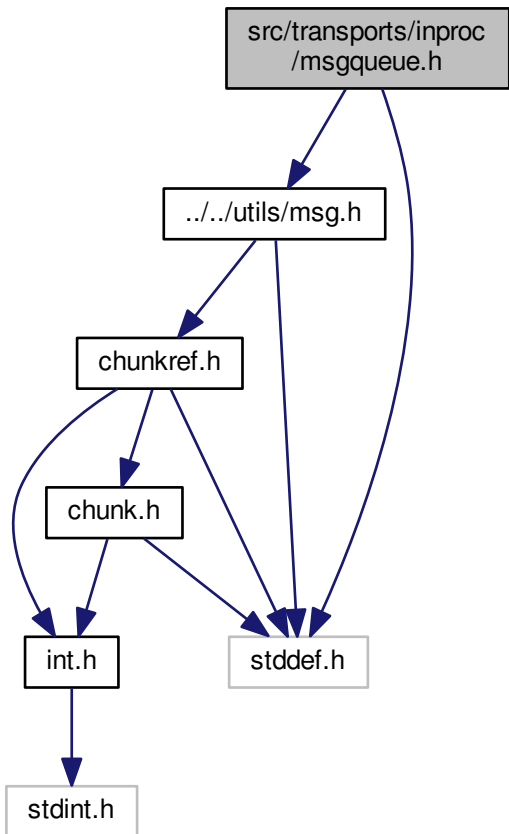 src/transports/inproc
/msgqueue.h
../../utils/msg.h
chunkref.h
chunk.h
int.h
stddef.h
stdint.h